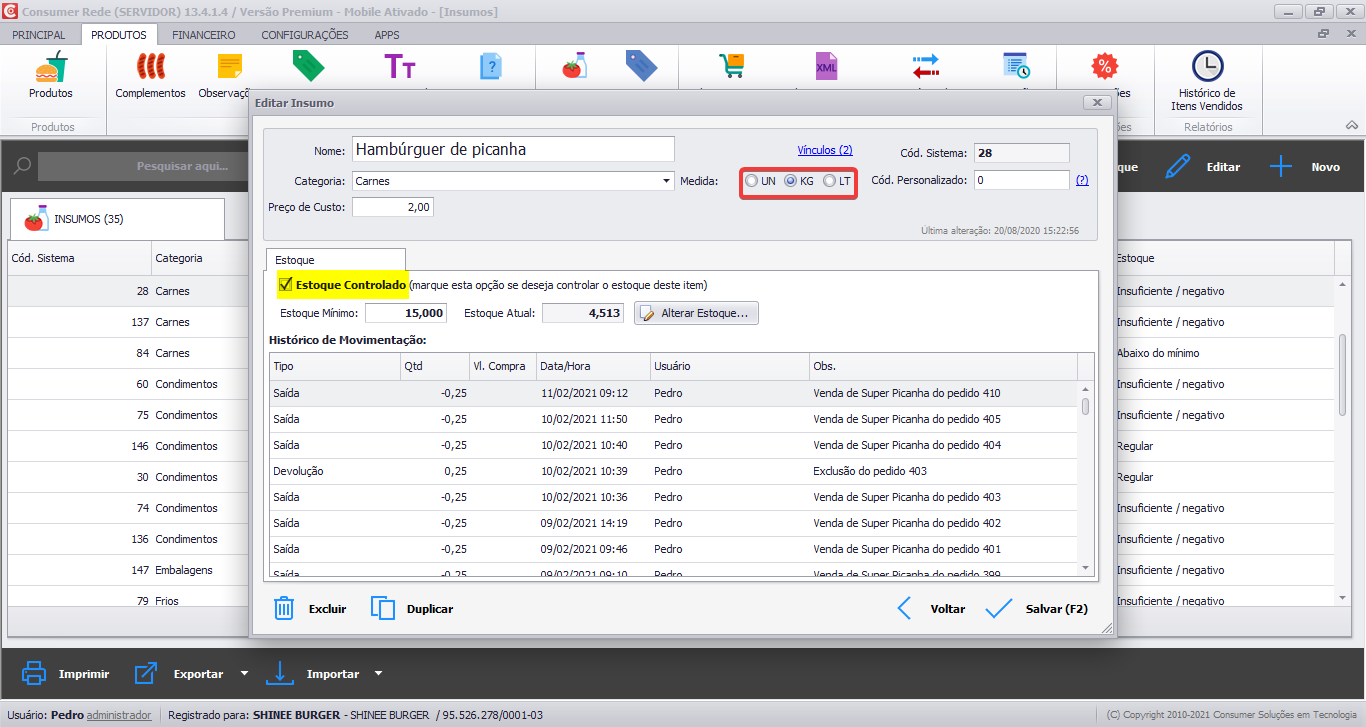 Consumer Rede (SERVIDOR) 13.4.1.4 / Versão Premium - Mobile Ativado - [Insumos]
PRINCIPAL PRODUTOS FINANCEIRO CONFIGURAÇÕES APPS
Produtos Complementos Histórico de
Itens Vendidos
Produtos Relatórios
Pesquisar aqui... Editar Novo
INSUMOS (35)
Cód. Sistema Categoria Estoque
28 Carnes Insuficiente / negativo
137 Carnes Insuficiente / negativo
84 Carnes Abaixo do mínimo
60 Condimentos Insuficiente / negativo
75 Condimentos Insuficiente / negativo
146 Condimentos Regular
30 Condimentos Regular
74 Condimentos Insuficiente / negativo
136 Condimentos Insuficiente / negativo
147 Embalagens Insuficiente / negativo
79 Frios Insuficiente / negativo
Editar Insumo
Nome: Hambúrguer de picanha Vínculos (2) Cód. Sistema: 28
Categoria: Carnes Medida: UN KG LT Cód. Personalizado: 0 (?)
Preço de Custo: 2,00
Última alteração: 20/08/2020 15:22:56
Estoque
Estoque Controlado (marque esta opção se deseja controlar o estoque deste item)
Estoque Mínimo: 15,000 Estoque Atual: 4,513 Alterar Estoque...
Histórico de Movimentação:
Tipo Qtd Vl. Compra Data/Hora Usuário Obs.
Saída -0,25 11/02/2021 09:12 Pedro Venda de Super Picanha do pedido 410
Saída -0,25 10/02/2021 11:50 Pedro Venda de Super Picanha do pedido 405
Saída -0,25 10/02/2021 10:40 Pedro Venda de Super Picanha do pedido 404
Devolução 0,25 10/02/2021 10:39 Pedro Exclusão do pedido 403
Saída -0,25 10/02/2021 10:36 Pedro Venda de Super Picanha do pedido 403
Saída -0,25 09/02/2021 14:19 Pedro Venda de Super Picanha do pedido 402
Saída -0,25 09/02/2021 09:46 Pedro Venda de Super Picanha do pedido 401
Saída -0,25 09/02/2021 09:10 Pedro Venda de Super Picanha do pedido 399
Excluir Duplicar Voltar Salvar (F2)
Imprimir Exportar Importar
Usuário: Pedro administrador Registrado para: SHINEE BURGER - SHINEE BURGER / 95.526.278/0001-03 (C) Copyright 2010-2021 Consumer Soluções em Tecnologia